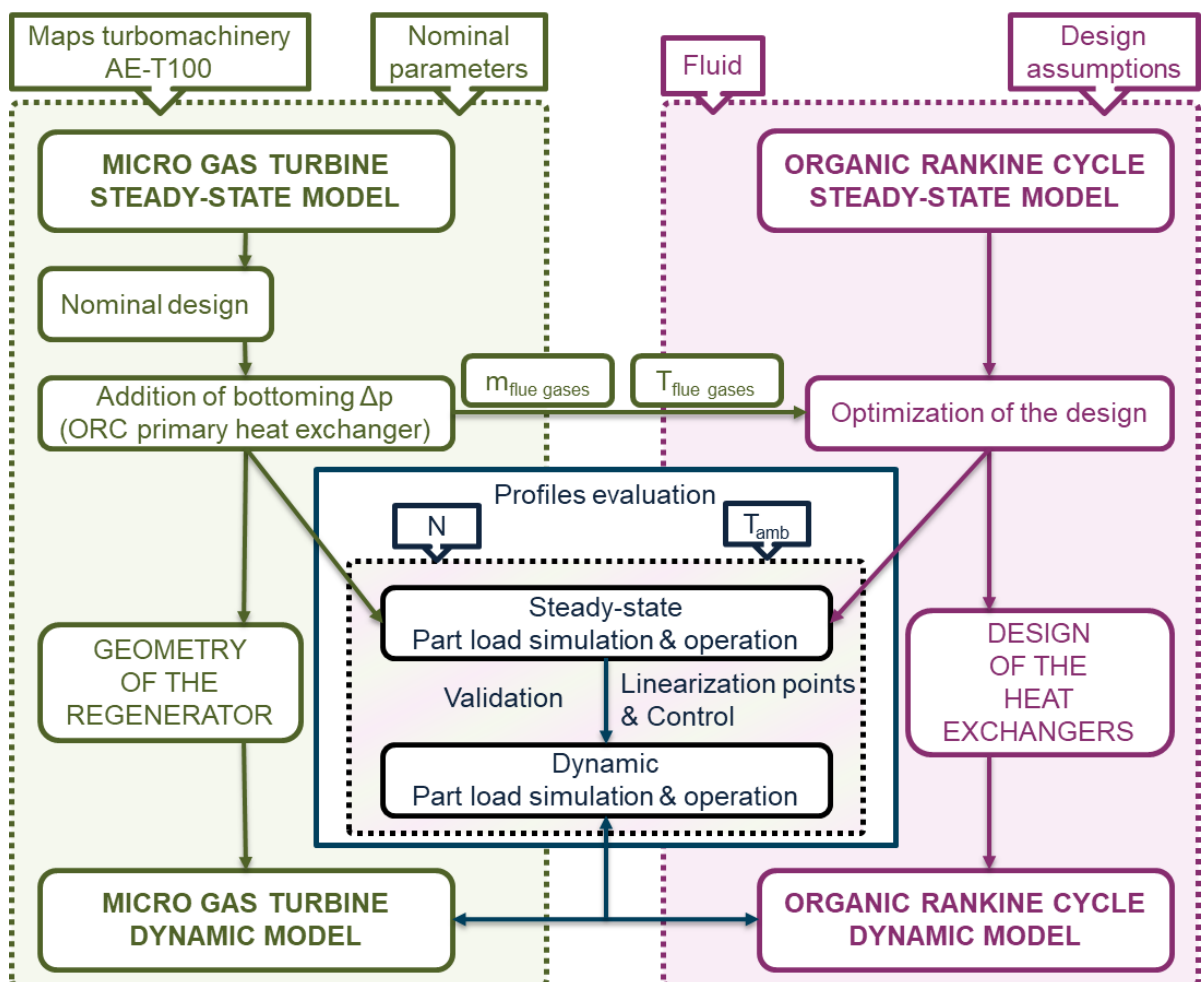 Maps turbomachinery
AE-T100
Nominal
parameters
Fluid
Design
assumptions
MICRO GAS TURBINE
STEADY-STATE MODEL
ORGANIC RANKINE CYCLE
STEADY-STATE MODEL
Nominal design
Addition of bottoming Δp
(ORC primary heat exchanger)
m flue gases
T flue gases
Optimization of the design
Profiles evaluation
N
T amb
Steady-state
Part load simulation & operation
GEOMETRY
OF THE
REGENERATOR
Validation
Linearization points
& Control
DESIGN
OF THE
HEAT
EXCHANGERS
Dynamic
Part load simulation & operation
MICRO GAS TURBINE
DYNAMIC MODEL
ORGANIC RANKINE CYCLE
DYNAMIC MODEL